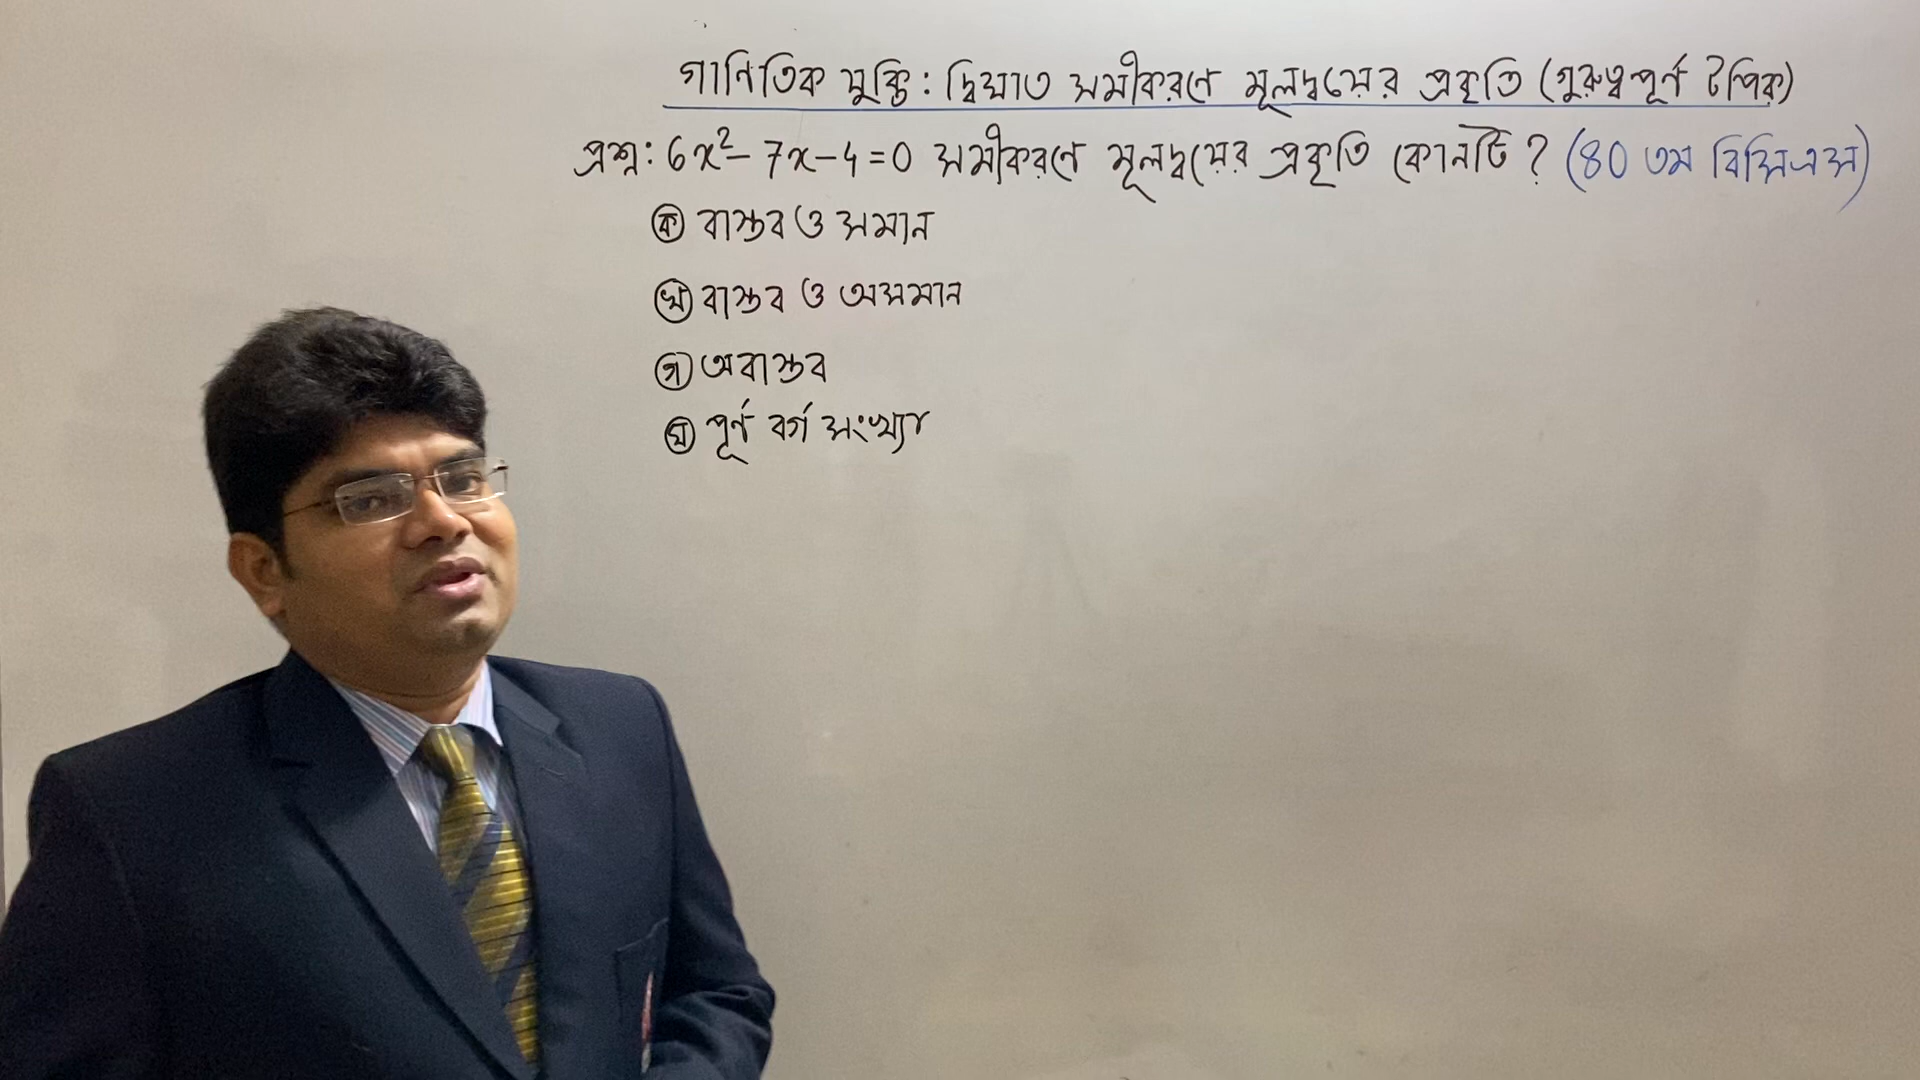 গাণিতিক যুক্তি: দ্বিঘাত সমীকরণে মূলদ্বয়ের প্রকৃতি (গুরুত্বপূর্ণ টপিক)
প্রশ্ন: 6x²− 7x−4=0 সমীকরণে মূলদ্বয়ের প্রকৃতি কোনটি? (৪০ তম বিসিএস)
ক বাস্তব ও সমান
খ বাস্তব ও অসমান
গ অবাস্তব
ঘ পূর্ণ বর্গ সংখ্যা